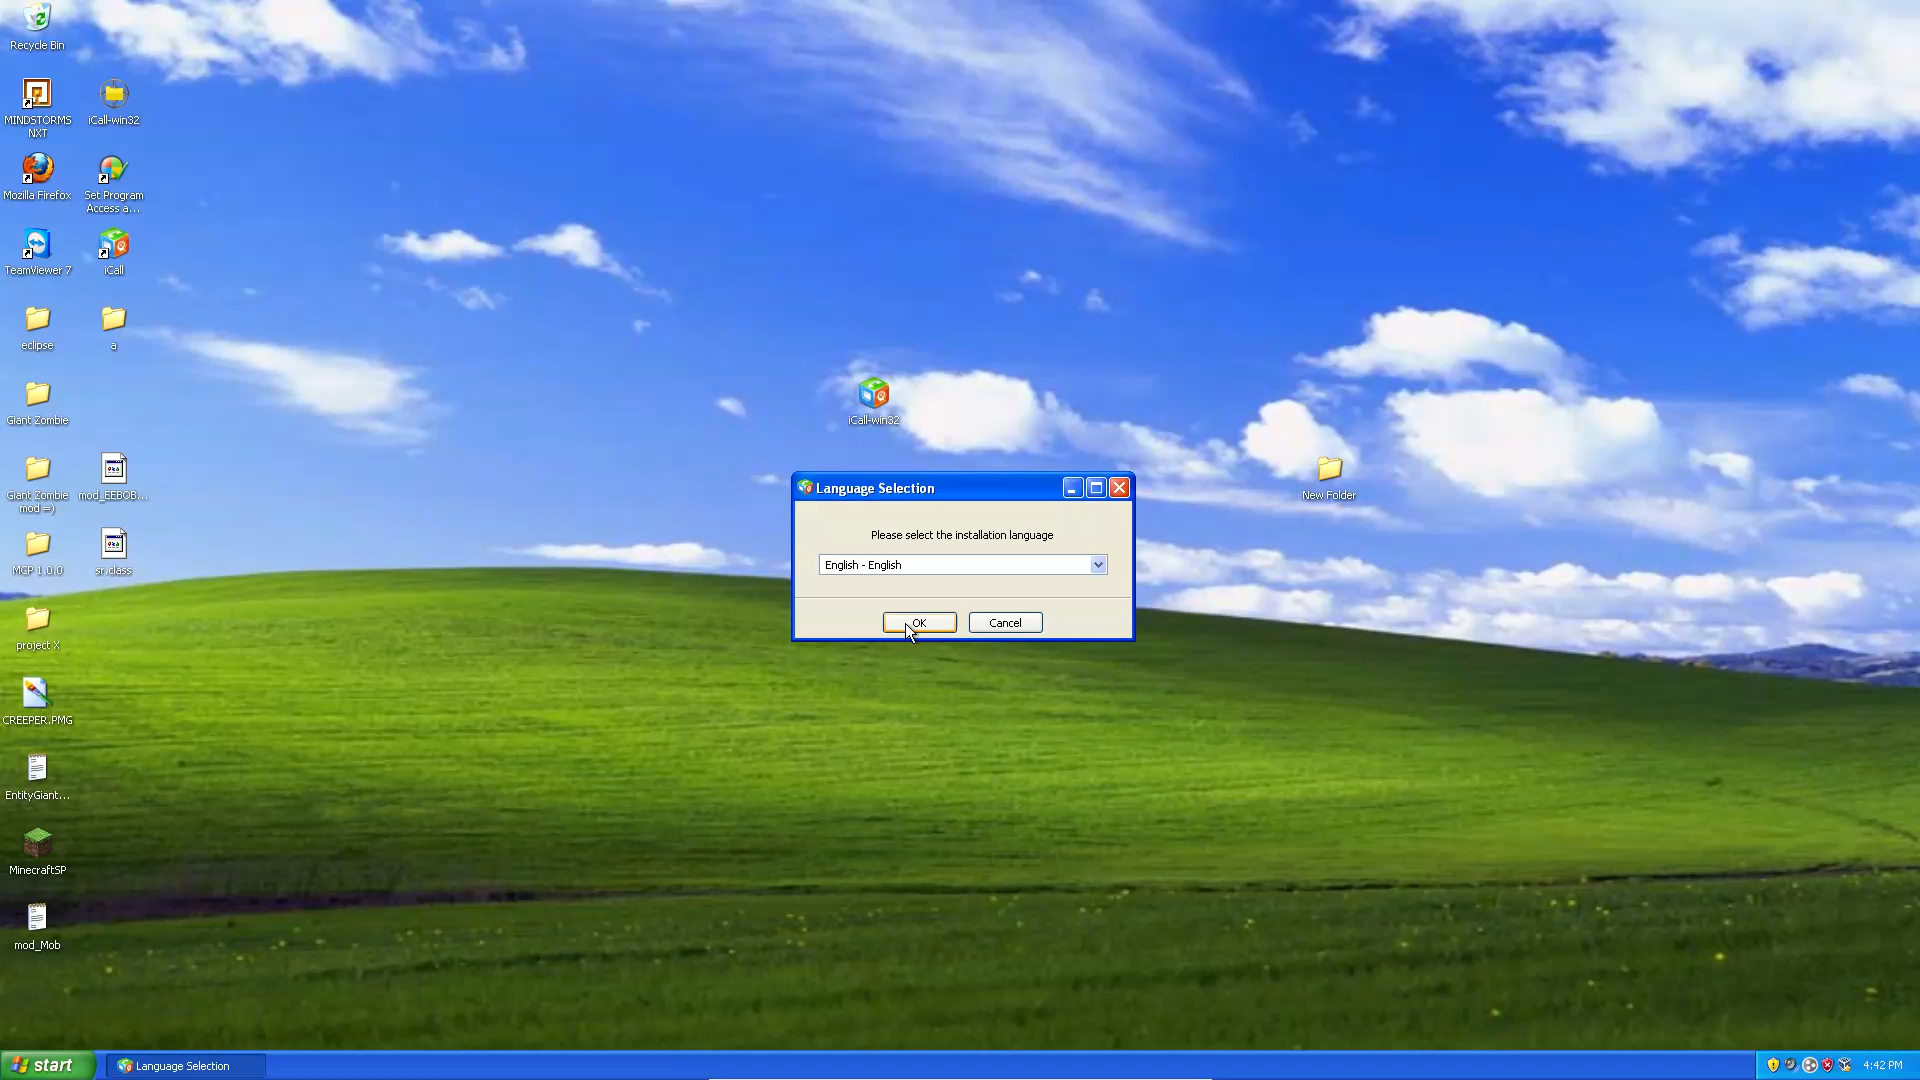 Recycle Bin
MINDSTORMS
NXT
iCall-win32
Mozilla Firefox
Set Program
Access a...
TeamViewer 7
iCall
eclipse
a
Giant Zombie
iCall-win32
Giant Zombie
mod =)
mod_EEBOB...
New Folder
Language Selection
Please select the installation language
English - English
OK
Cancel
MCP 1.0.0
sr.class
project X
CREEPER.PMG
EntityGiant...
MinecraftSP
mod_Mob
start
Language Selection
4:42 PM